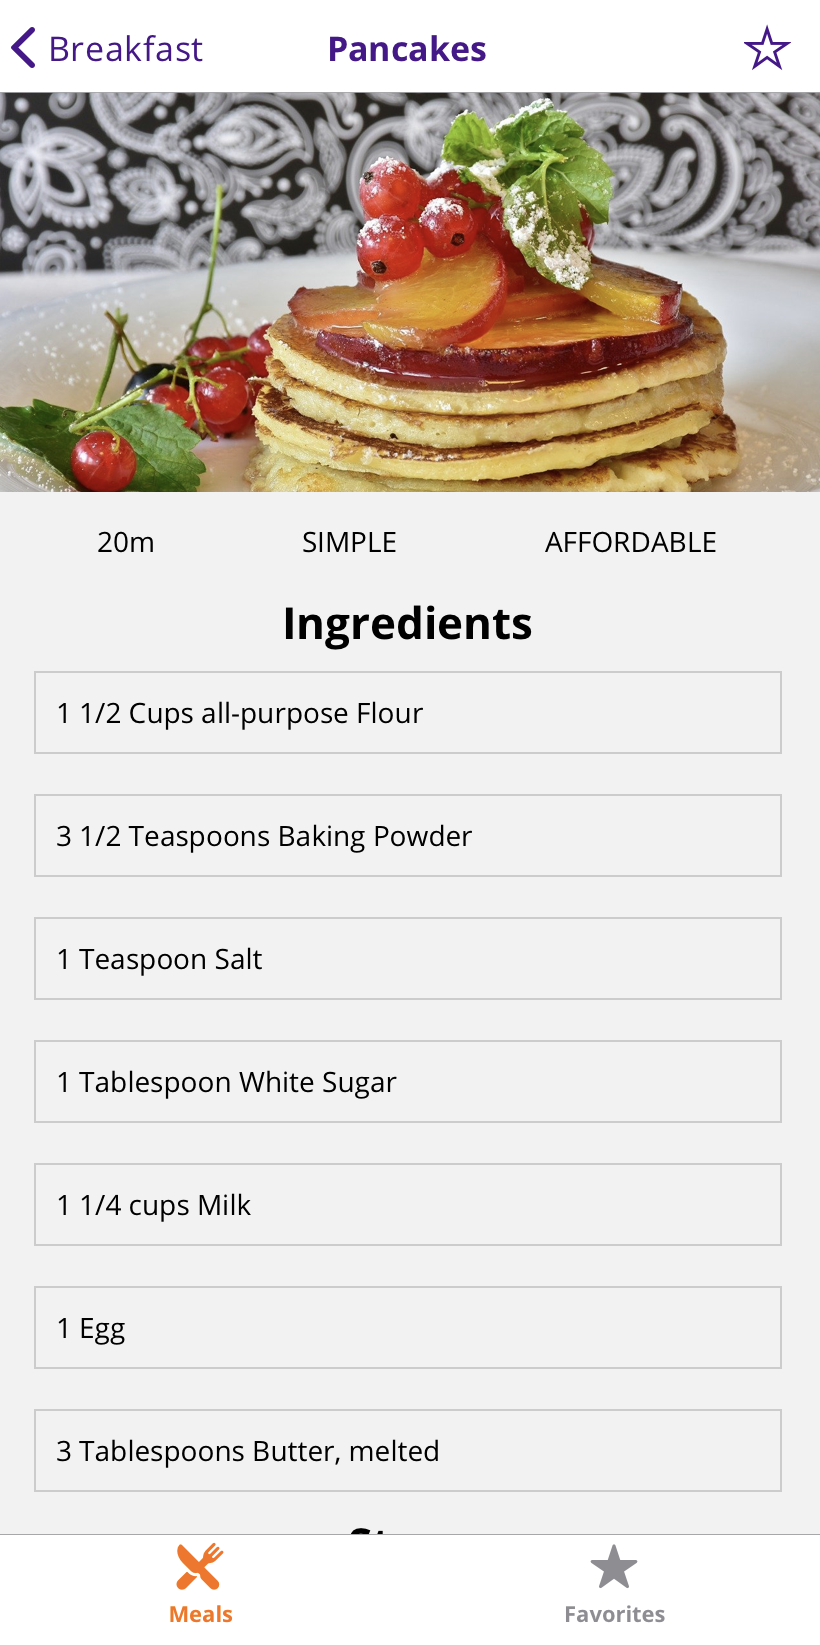 Breakfast
Pancakes
20m
SIMPLE
AFFORDABLE
Ingredients
1 1/2 Cups all-purpose Flour
3 1/2 Teaspoons Baking Powder
1 Teaspoon Salt
1 Tablespoon White Sugar
1 1/4 cups Milk
1 Egg
3 Tablespoons Butter, melted
Meals
Favorites